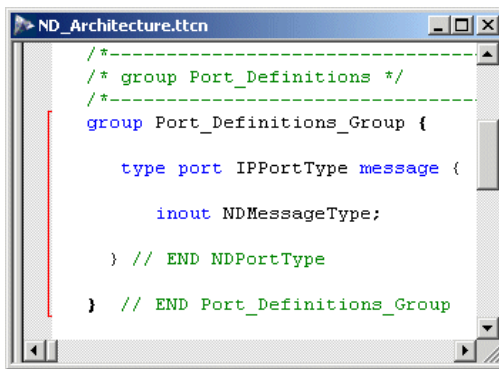 ND_Architecture.ttcn
/*---------------------------------
/* group Port_Definitions */
/*---------------------------------
group Port_Definitions_Group {
type port IPPortType message {
inout NDMessageType;
} // END NDPortType
} // END Port_Definitions_Group